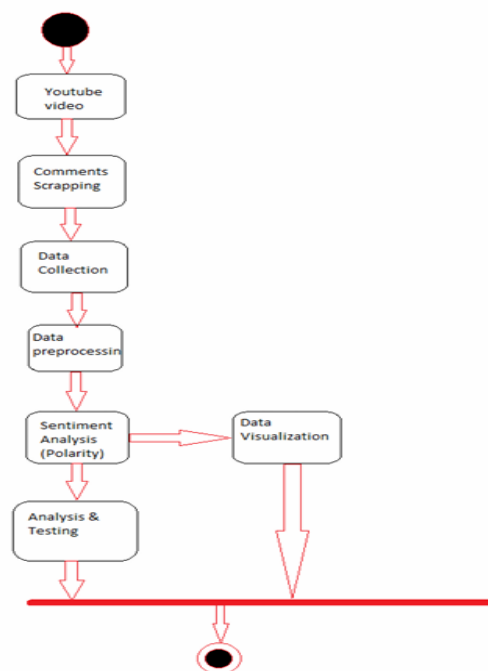 Youtube
video
Comments
Scrapping
Data
Collection
Data
preprocessin
Sentiment
Analysis
(Polarity)
Data
Visualization
Analysis &
Testing